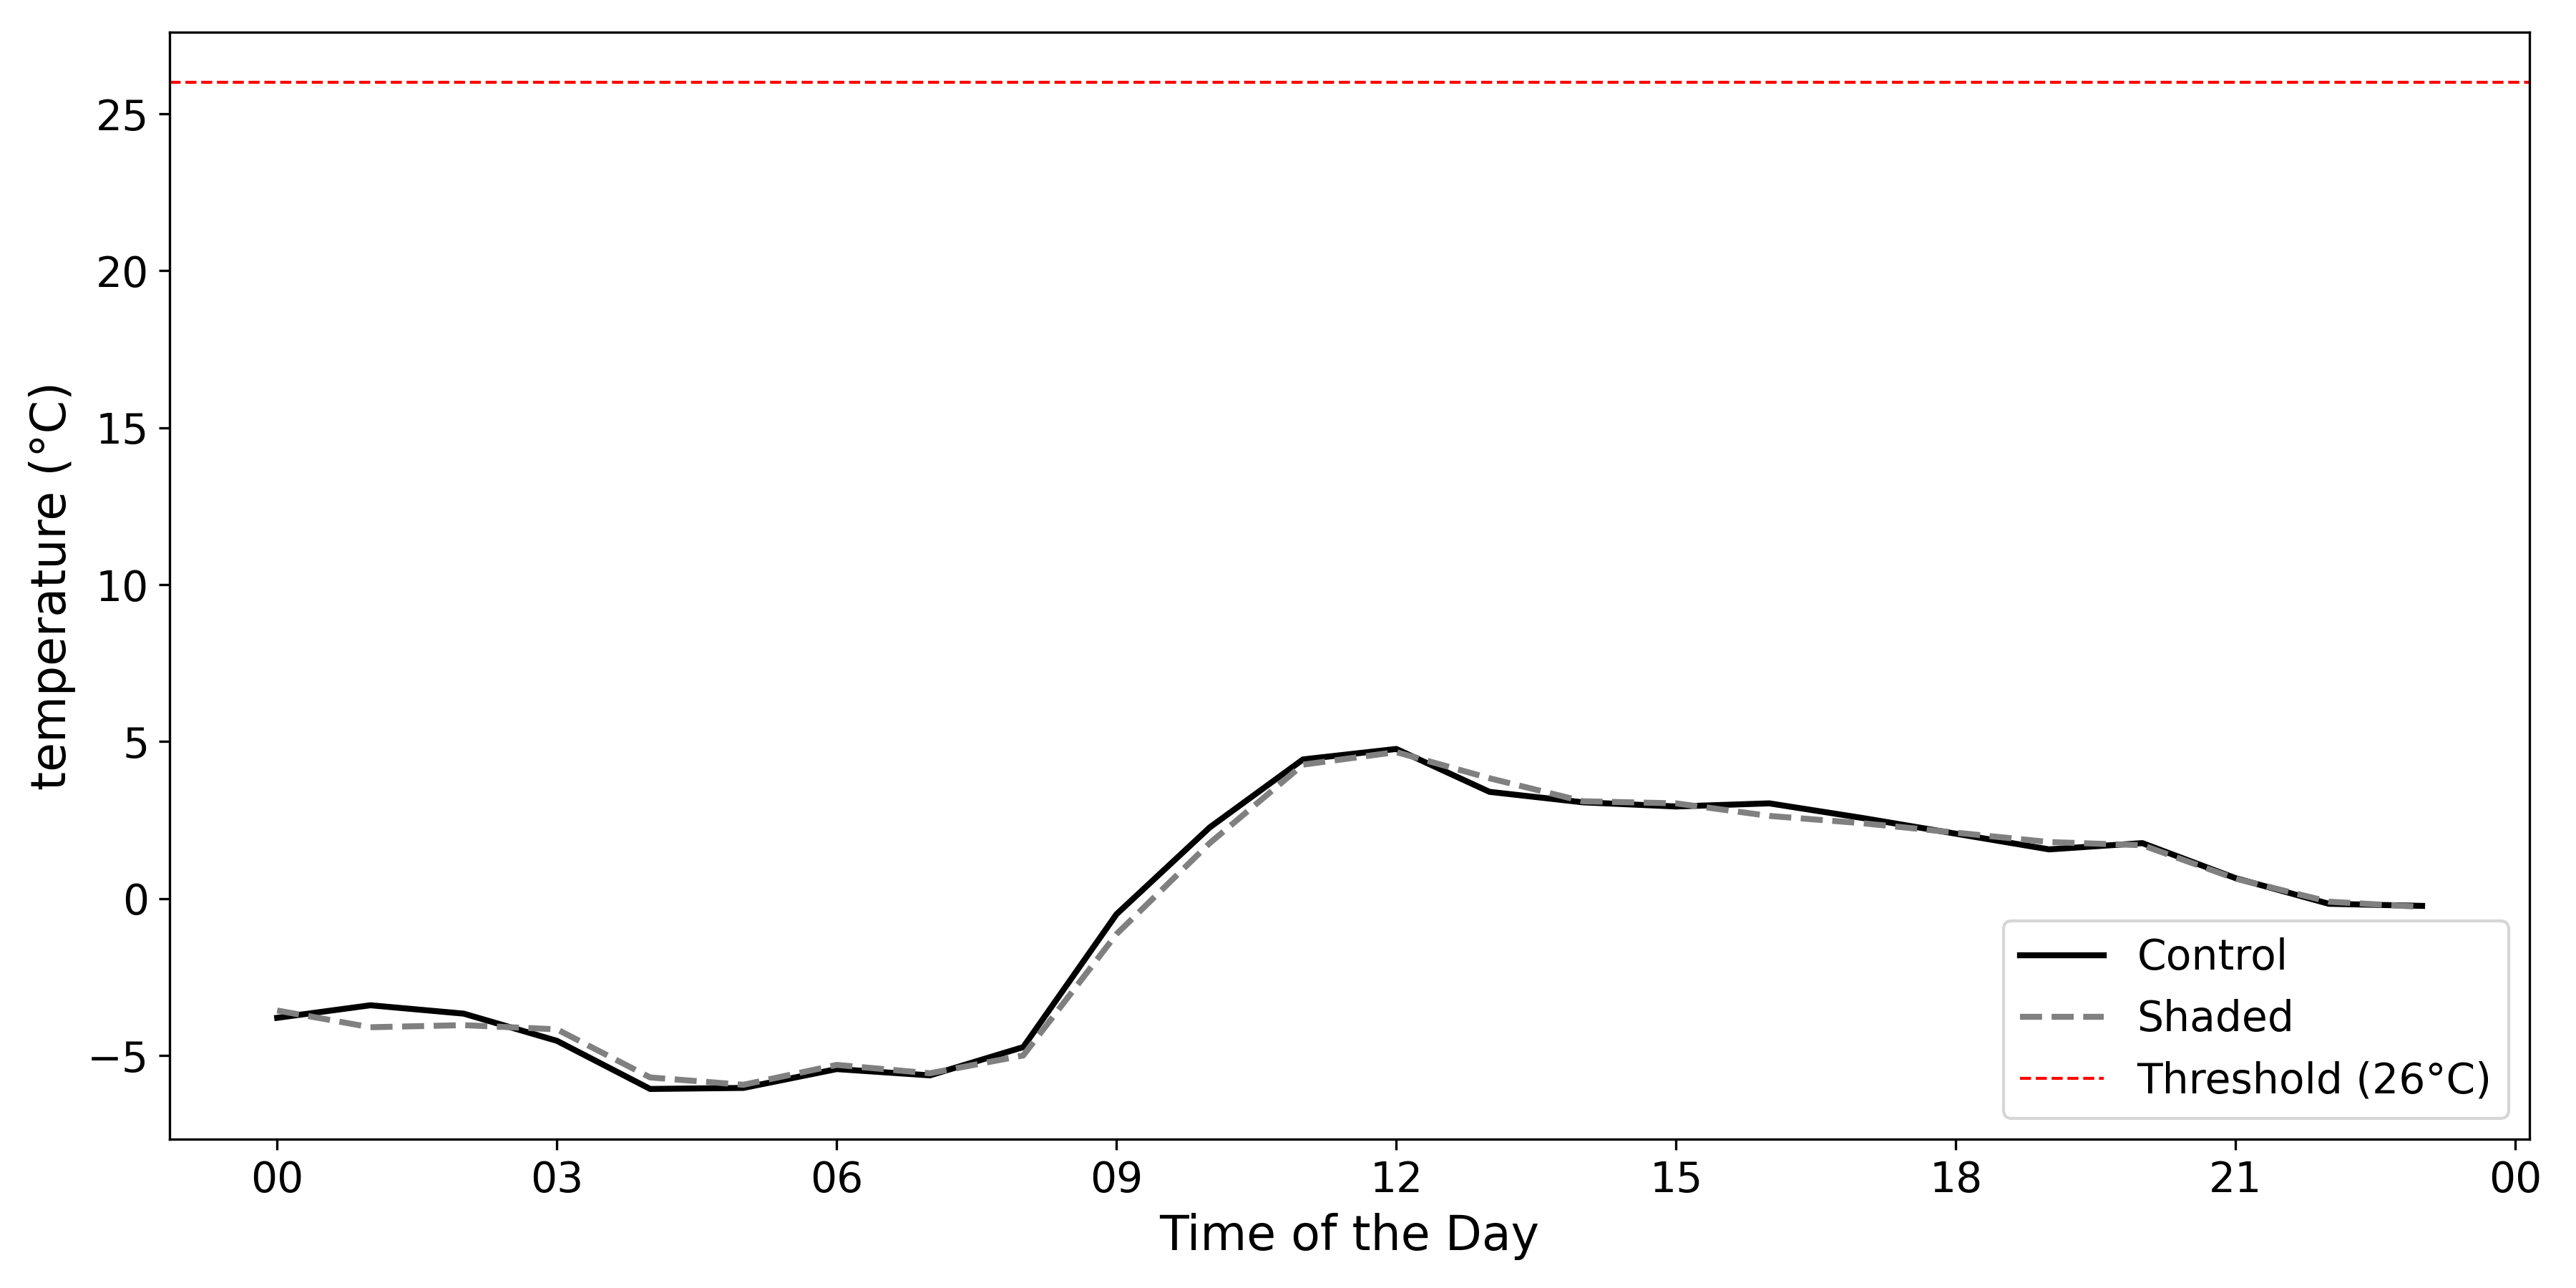 25
20
15
10
5
0
−5
temperature (°C)
00 03 06 09 12 15 18 21 00
Time of the Day
Control
Shaded
Threshold (26°C)